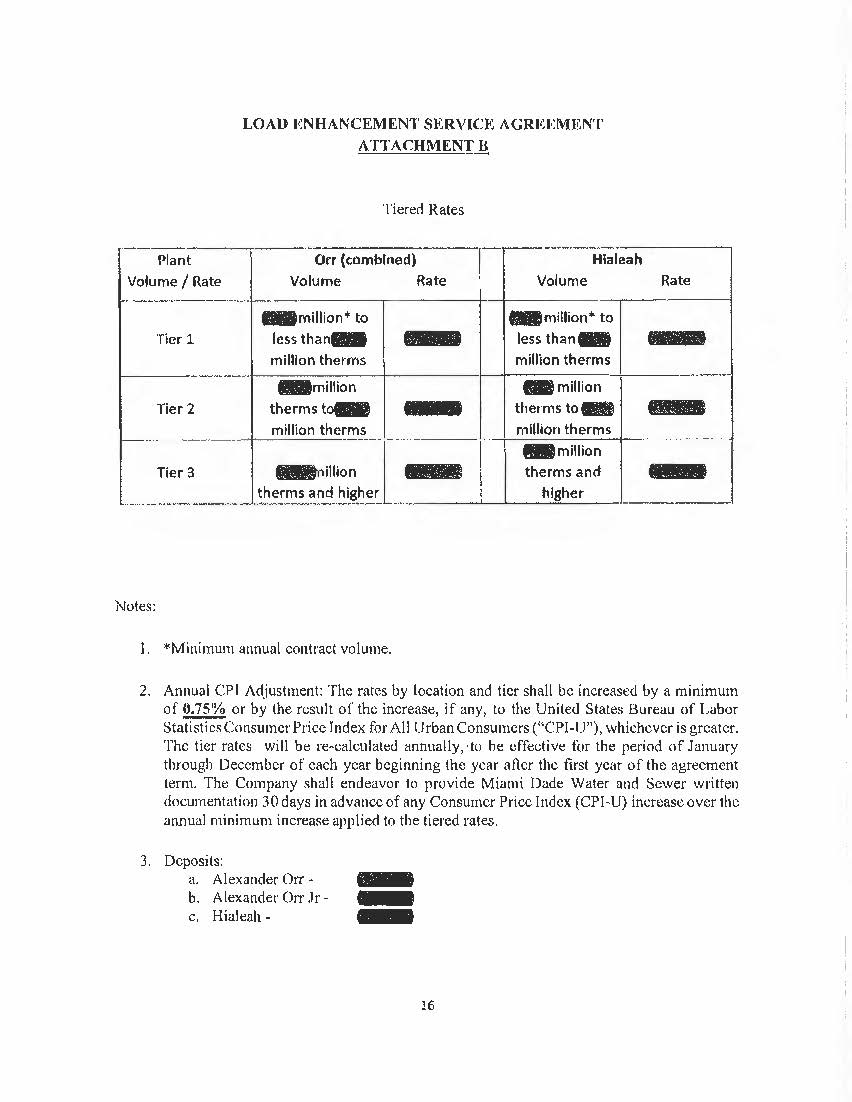 LOAD ENHANCEMENT SERVICE AGREEMENT
ATTACHMENT B
Tiered Rates
Plant Orr (combined) Hialeah
Volume / Rate Volume Rate Volume Rate
million* to million* to
Tier 1 less than less than
million therms million therms
million million
Tier 2 therms to therms to
million therms million therms
million
Tier 3 million therms and
therms and higher higher
Notes:
1. *Minimum annual contract volume.
2. Annual CPI Adjustment: The rates by location and tier shall be increased by a minimum
of 0.75% or by the result of the increase, if any, to the United States Bureau of Labor
Statistics Consumer Price Index for All Urban Consumers (“CPI-U”), whichever is greater.
The tier rates will be re-calculated annually, to be effective for the period of January
through December of each year beginning the year after the first year of the agreement
term. The Company shall endeavor to provide Miami Dade Water and Sewer written
documentation 30 days in advance of any Consumer Price Index (CPI-U) increase over the
annual minimum increase applied to the tiered rates.
3. Deposits:
a. Alexander Orr -
b. Alexander Orr Jr -
c. Hialeah -
16